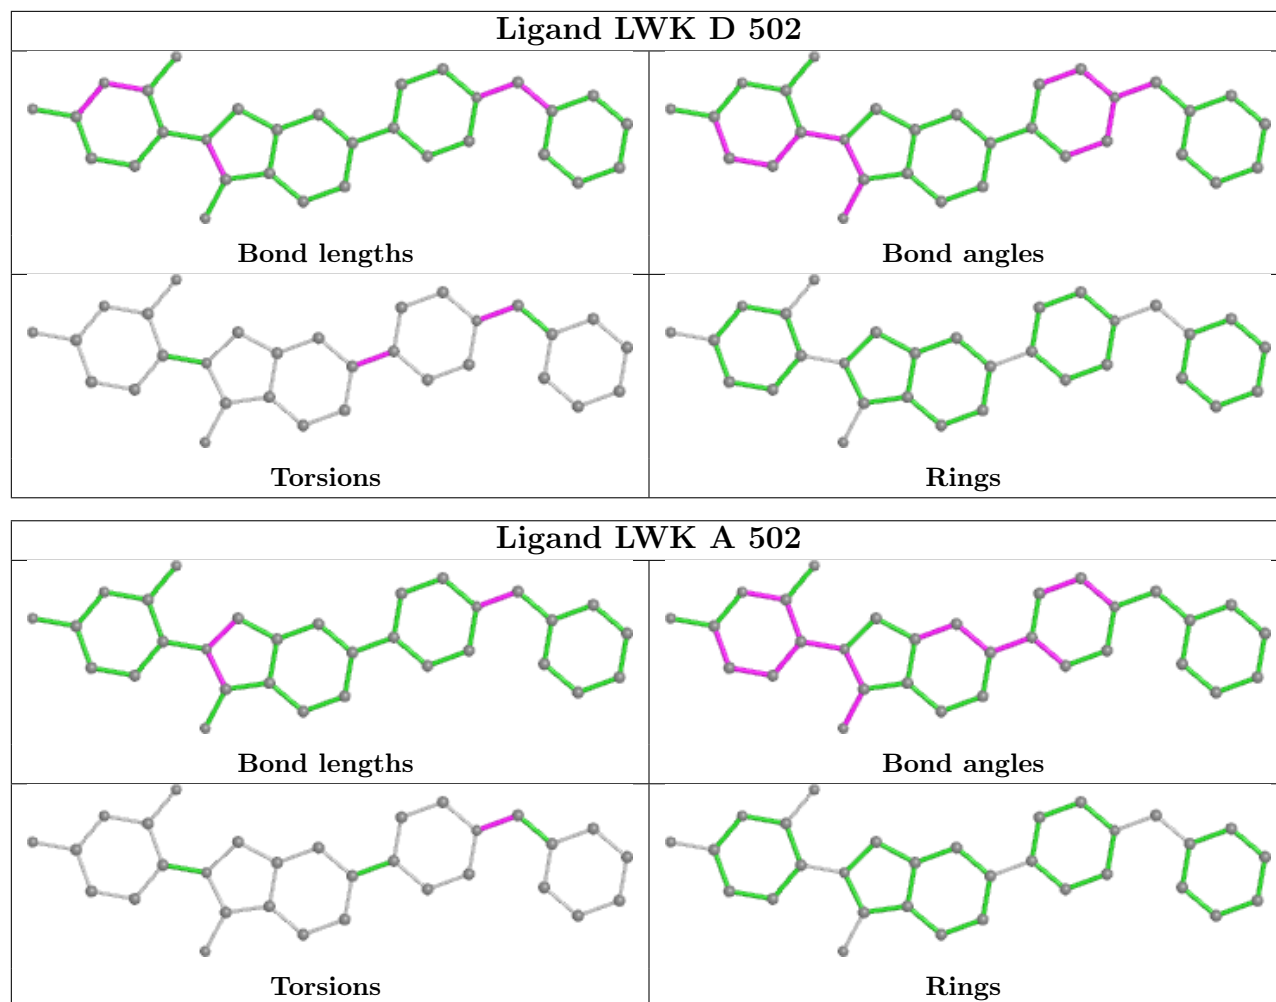 Ligand LWK D 502
Bond lengths
Bond angles
Torsions
Rings
Ligand LWK A 502
Bond lengths
Bond angles
Torsions
Rings